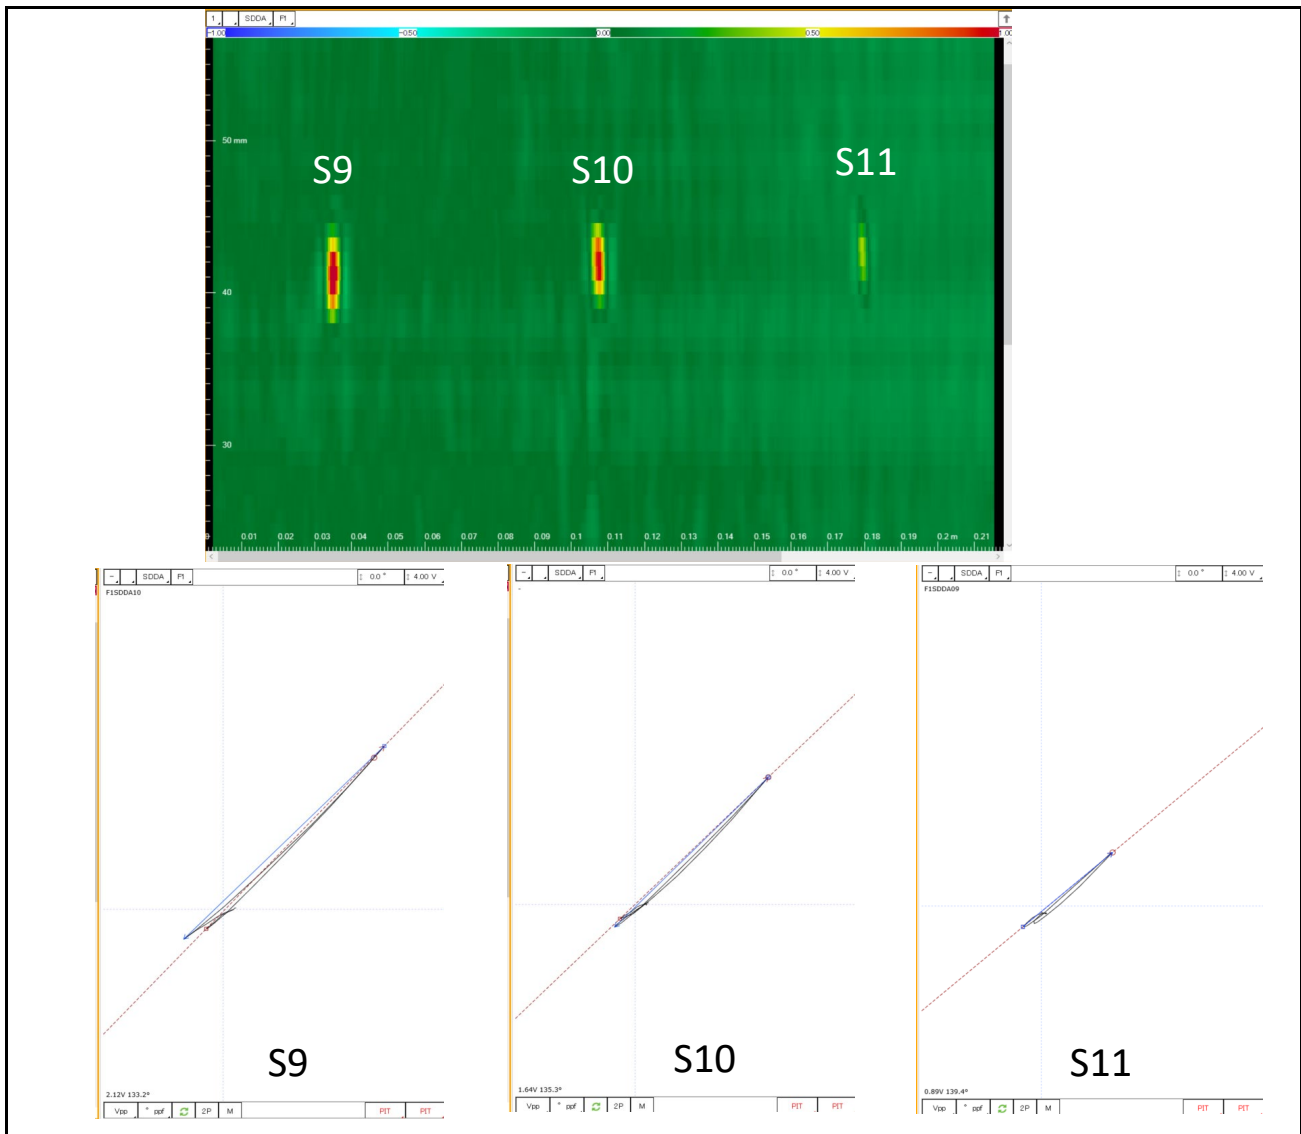 1 SDDA F1
-1.00 -0.50 0.00 0.50 1.00
50 mm
S9 S10 S11
40
30
0 0.01 0.02 0.03 0.04 0.05 0.06 0.07 0.08 0.09 0.1 0.11 0.12 0.13 0.14 0.15 0.16 0.17 0.18 0.19 0.2 m 0.21
- SDDA F1 0.0 ° 4.00 V
F1SDDA10
S9
2.12V 133.2°
Vpp ° ppf 2P M PIT PIT
- SDDA F1 0.0 ° 4.00 V
-
S10
1.64V 135.3°
Vpp ° ppf 2P M PIT PIT
- SDDA F1 0.0 ° 4.00 V
F1SDDA09
S11
0.89V 139.4°
Vpp ° ppf 2P M PIT PIT